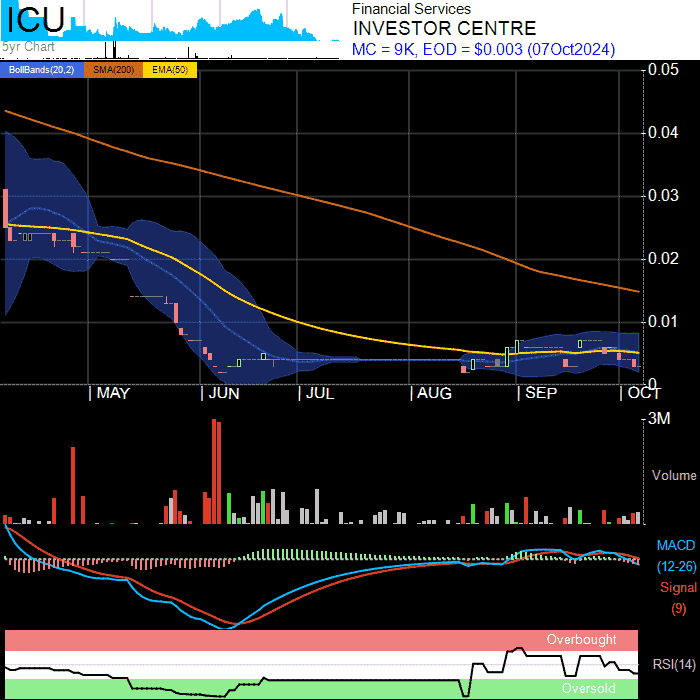 ICU
5yr Chart
Financial Services
INVESTOR CENTRE
MC = 9K, EOD = $0.003 (07Oct2024)
BollBands(20,2) SMA(200) EMA(50)
0.05
0.04
0.03
0.02
0.01
0
| MAY | JUN | JUL | AUG | SEP | OCT
3M
Volume
MACD
(12-26)
Signal
(9)
Overbought
RSI(14)
Oversold